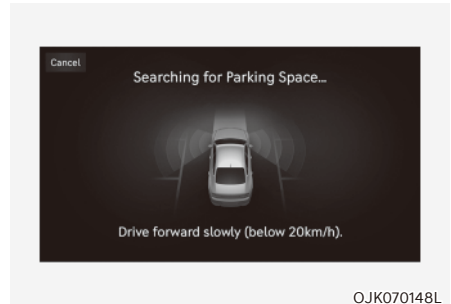 Cancel
Searching for Parking Space...
Drive forward slowly (below 20km/h).
OJK070148L